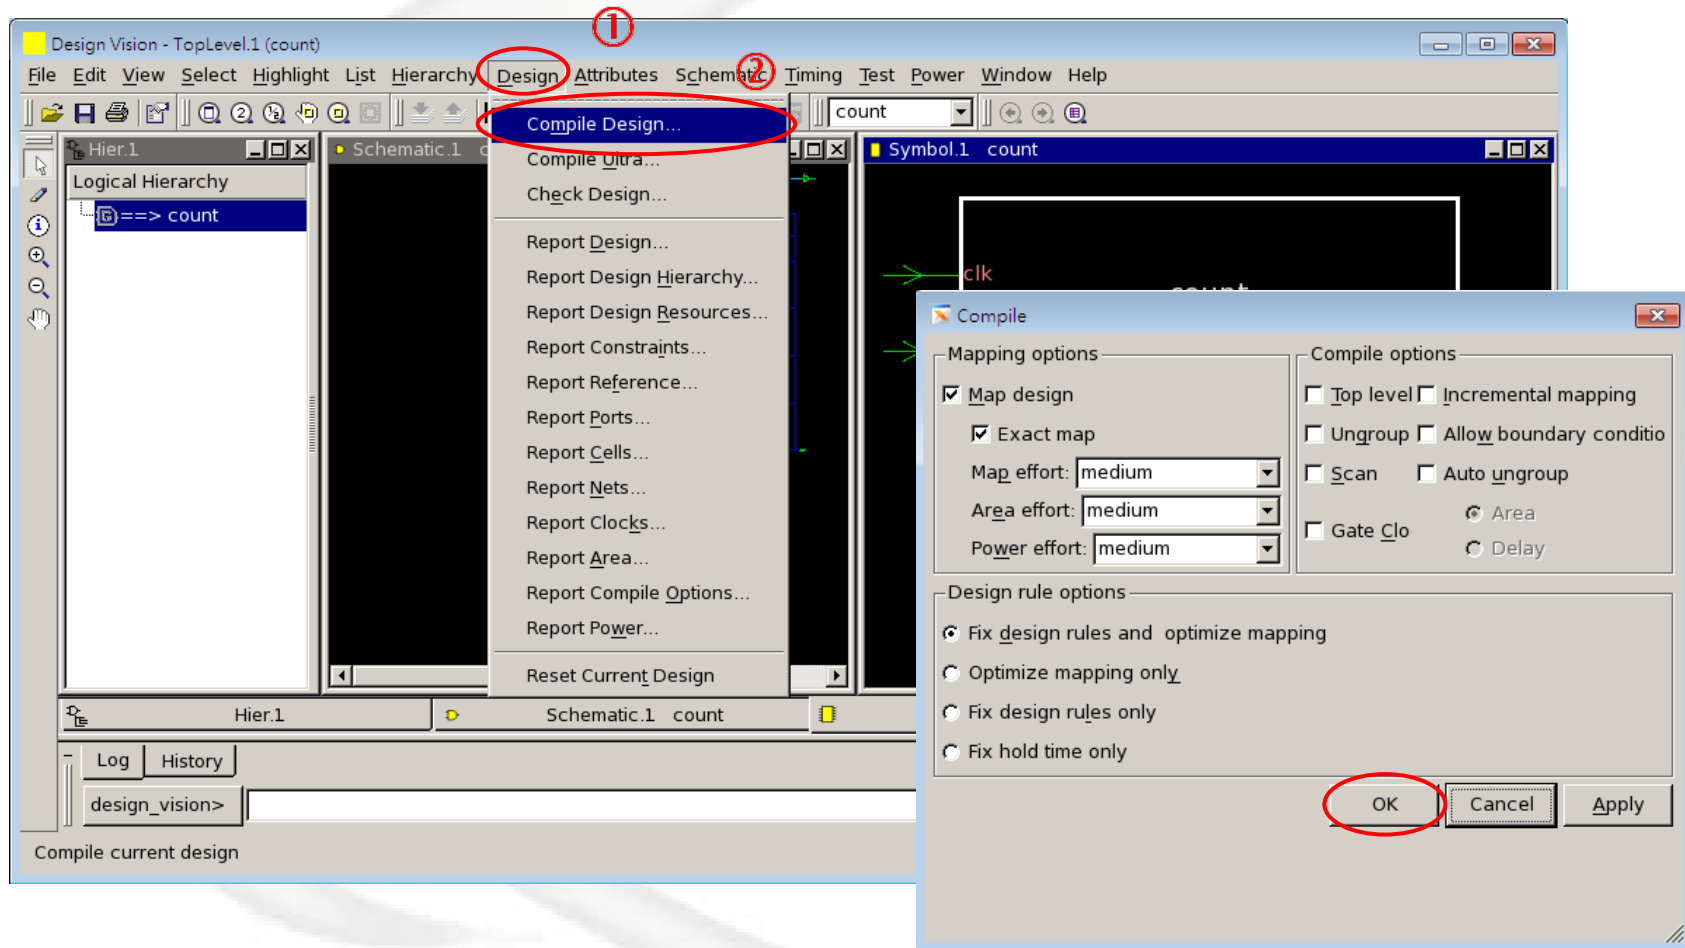 ①
Design Vision - TopLevel.1 (count)
File Edit View Select Highlight List Hierarchy Design Attributes Schematic Timing Test Power Window Help
②
count
Compile Design...
Compile Ultra...
Check Design...
Report Design...
Report Design Hierarchy...
Report Design Resources...
Report Constraints...
Report Reference...
Report Ports...
Report Cells...
Report Nets...
Report Clocks...
Report Area...
Report Compile Options...
Report Power...
Reset Current Design
Hier.1
Logical Hierarchy
==> count
Schematic.1
Symbol.1 count
clk
count
Hier.1
Schematic.1 count
Log History
design_vision>
Compile current design
Compile
Mapping options
Map design
Exact map
Map effort: medium
Area effort: medium
Power effort: medium
Compile options
Top level Incremental mapping
Ungroup Allow boundary conditio
Scan Auto ungroup
Area
Gate Clo
Delay
Design rule options
Fix design rules and optimize mapping
Optimize mapping only
Fix design rules only
Fix hold time only
OK Cancel Apply